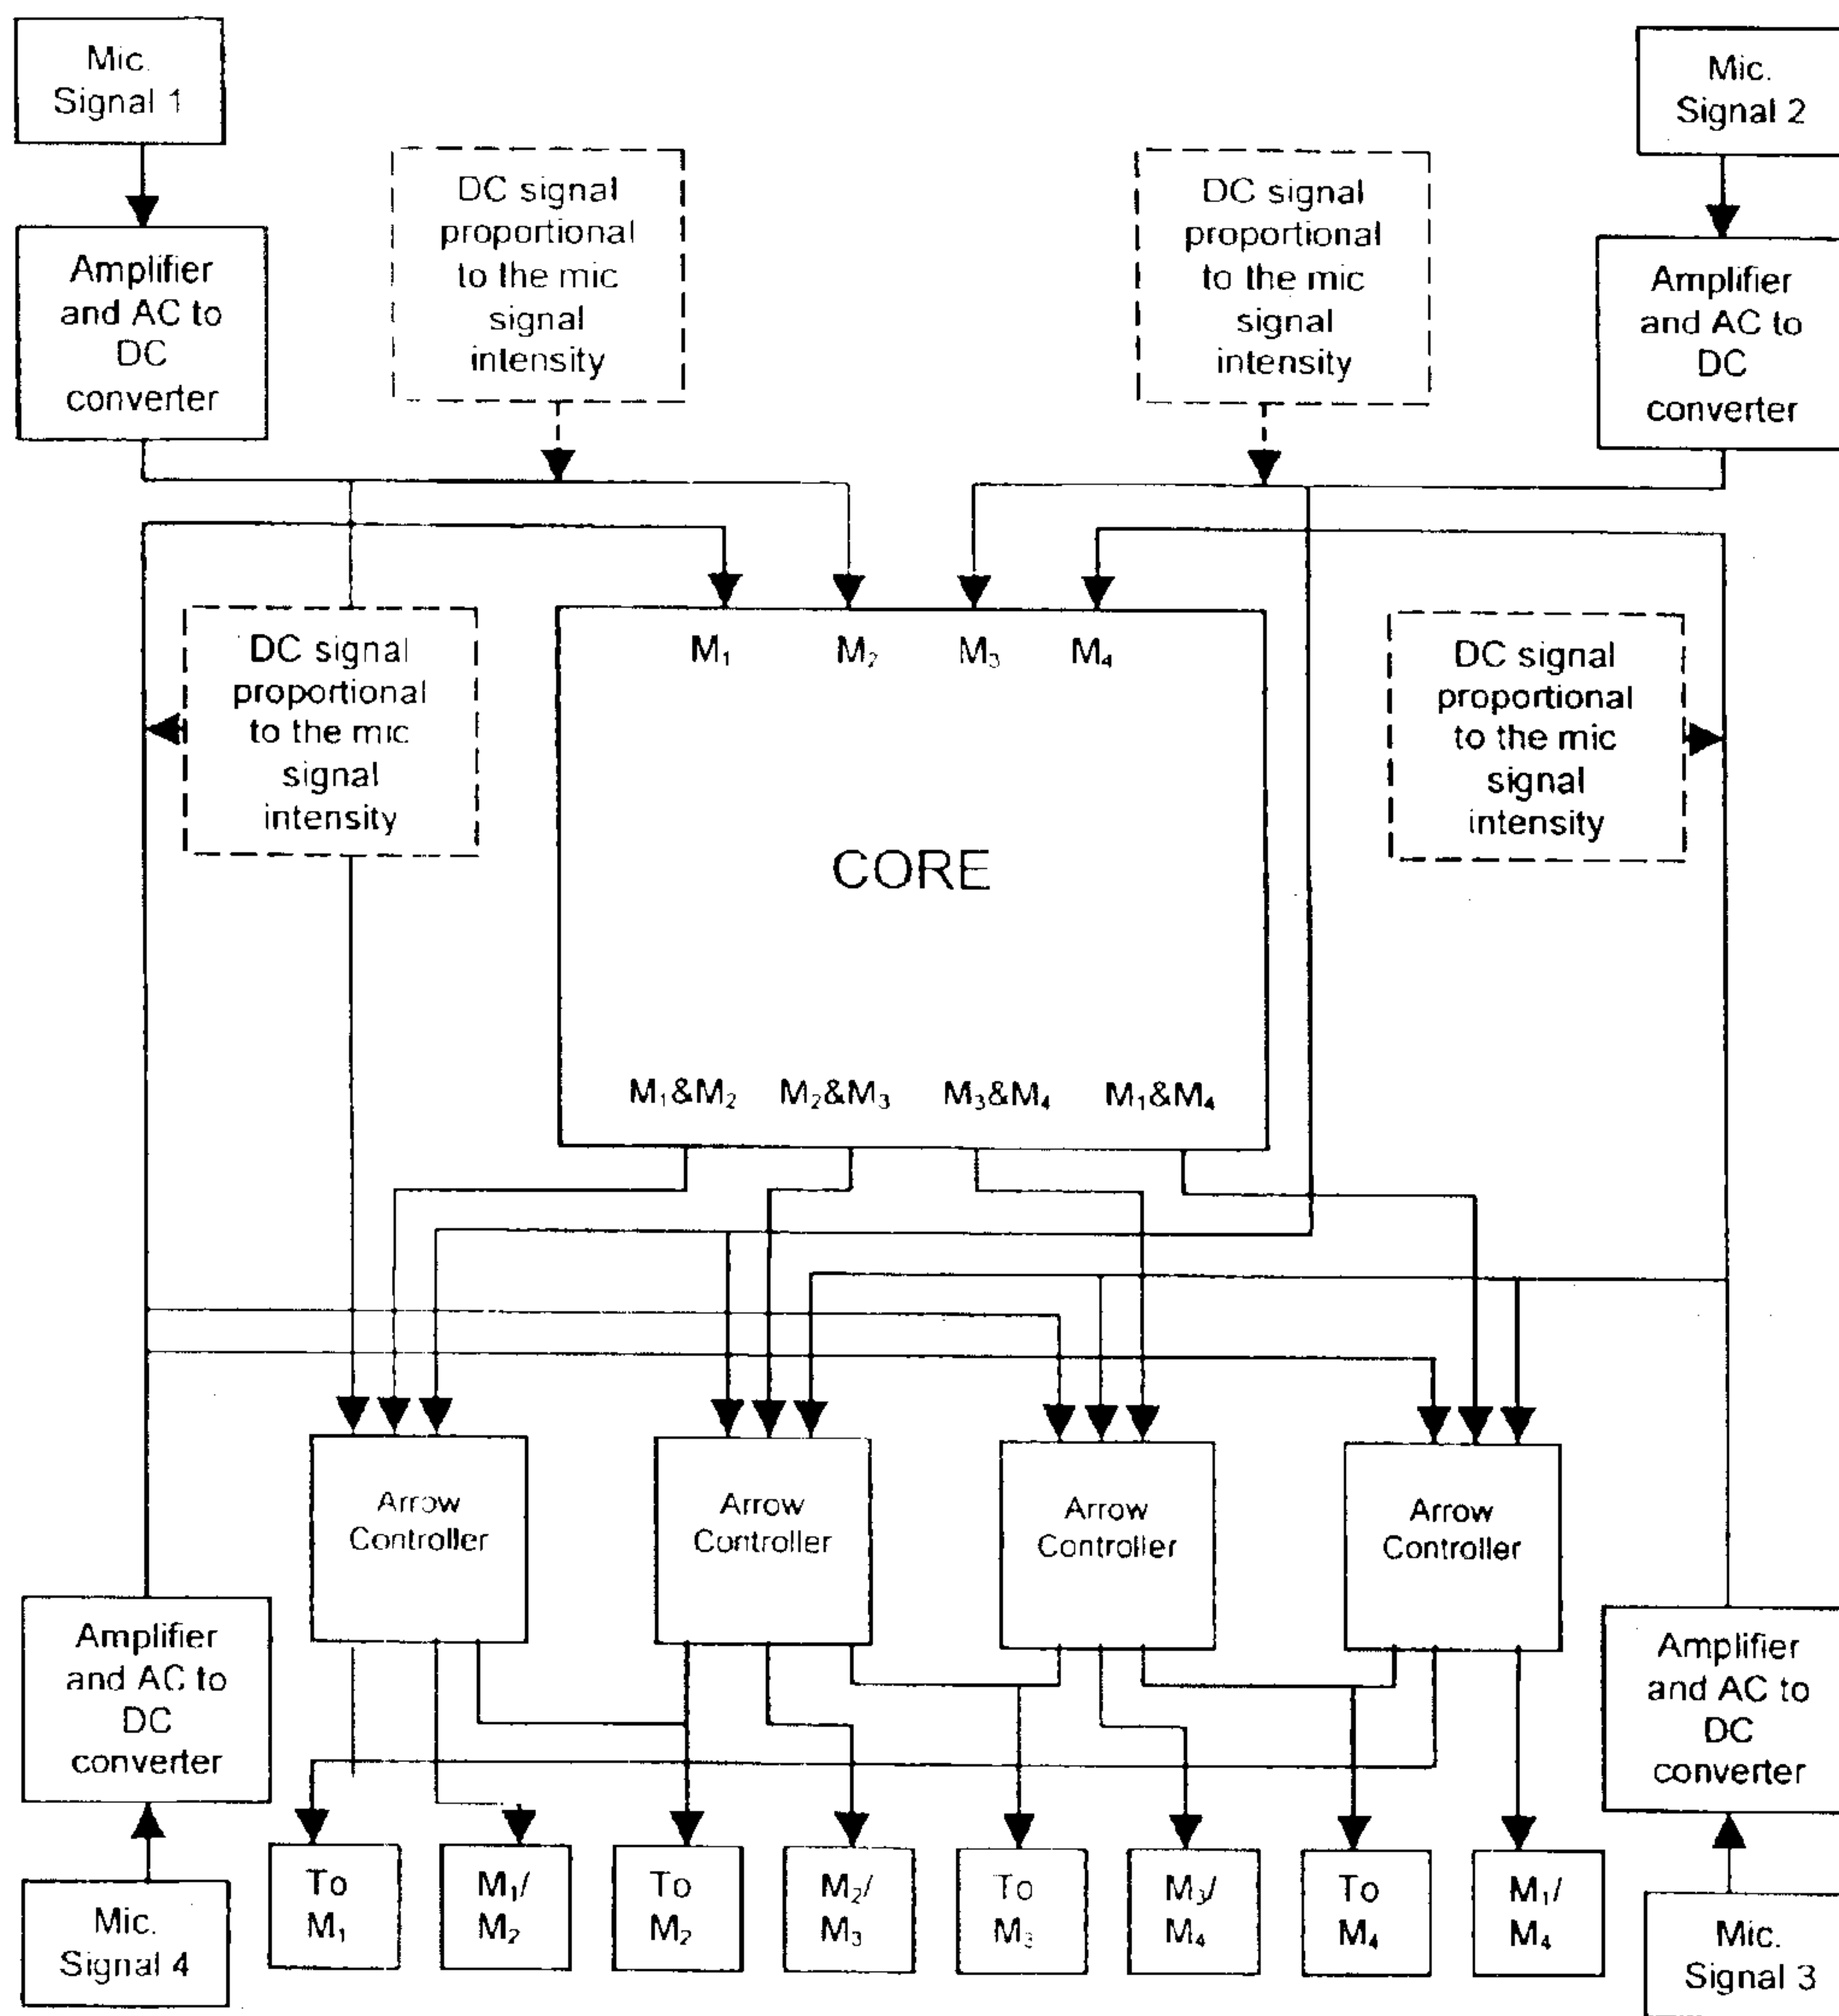 Mic.
Signal 1
Mic.
Signal 2
DC signal
proportional
to the mic
signal
intensity
DC signal
proportional
to the mic
signal
intensity
Amplifier
and AC to
DC
converter
Amplifier
and AC to
DC
converter
M₁ M₂ M₃ M₄
DC signal
proportional
to the mic
signal
intensity
DC signal
proportional
to the mic
signal
intensity
CORE
M₁&M₂ M₂&M₃ M₃&M₄ M₁&M₄
Arrow
Controller
Arrow
Controller
Arrow
Controller
Arrow
Controller
Amplifier
and AC to
DC
converter
Amplifier
and AC to
DC
converter
To
M₁
M₁/
M₂
To
M₂
M₂/
M₃
To
M₃
M₃/
M₄
To
M₄
M₁/
M₄
Mic.
Signal 4
Mic.
Signal 3